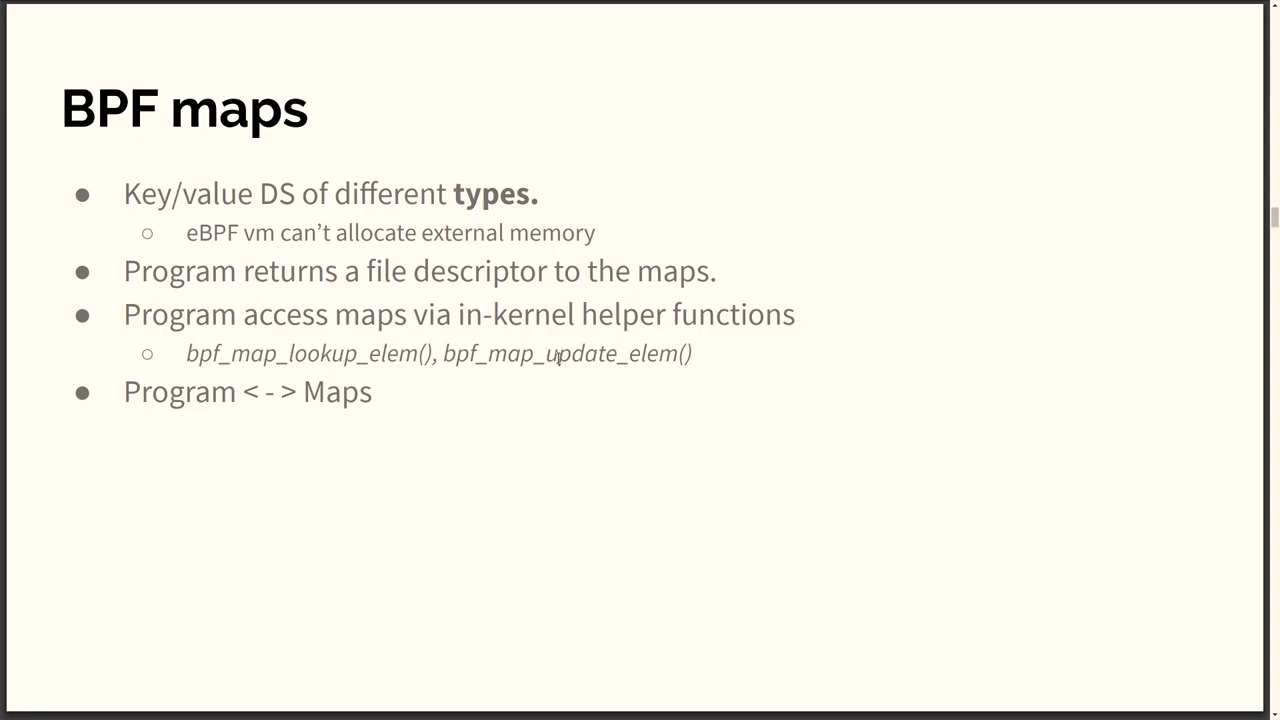 BPF maps
● Key/value DS of different types.
○ eBPF vm can’t allocate external memory
● Program returns a file descriptor to the maps.
● Program access maps via in-kernel helper functions
○ bpf_map_lookup_elem(), bpf_map_update_elem()
● Program < - > Maps